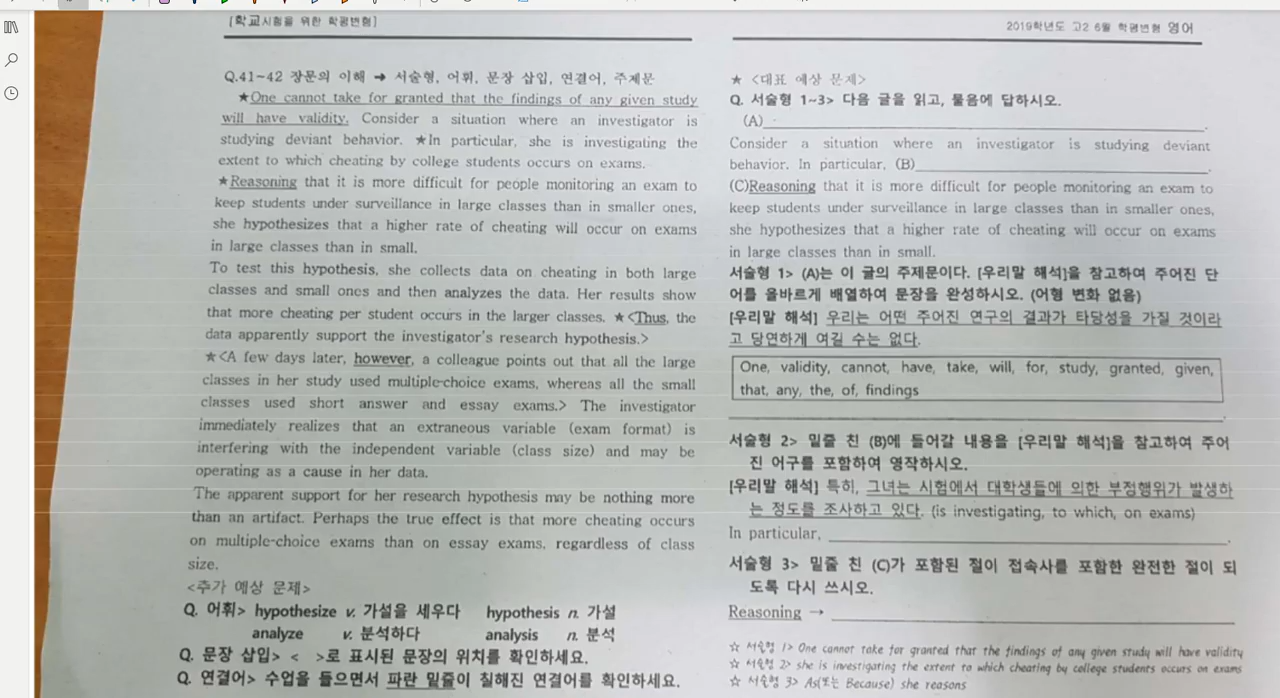 [학교시험을 위한 학평변형]
Q.41~42 장문의 이해 ➔ 서술형, 어휘, 문장 삽입, 연결어, 주제문
★One cannot take for granted that the findings of any given study
will have validity. Consider a situation where an investigator is
studying deviant behavior. ★In particular, she is investigating the
extent to which cheating by college students occurs on exams.
★Reasoning that it is more difficult for people monitoring an exam to
keep students under surveillance in large classes than in smaller ones,
she hypothesizes that a higher rate of cheating will occur on exams
in large classes than in small.
To test this hypothesis, she collects data on cheating in both large
classes and small ones and then analyzes the data. Her results show
that more cheating per student occurs in the larger classes. ★<Thus, the
data apparently support the investigator's research hypothesis.>
★<A few days later, however, a colleague points out that all the large
classes in her study used multiple-choice exams, whereas all the small
classes used short answer and essay exams.> The investigator
immediately realizes that an extraneous variable (exam format) is
interfering with the independent variable (class size) and may be
operating as a cause in her data.
The apparent support for her research hypothesis may be nothing more
than an artifact. Perhaps the true effect is that more cheating occurs
on multiple-choice exams than on essay exams, regardless of class
size.
<추가 예상 문제>
Q. 어휘> hypothesize v. 가설을 세우다 hypothesis n. 가설
analyze v. 분석하다 analysis n. 분석
Q. 문장 삽입> < >로 표시된 문장의 위치를 확인하세요.
Q. 연결어> 수업을 들으면서 파란 밑줄이 칠해진 연결어를 확인하세요.
2019학년도 고2 6월 학평변형 영어
★ <대표 예상 문제>
Q. 서술형 1~3> 다음 글을 읽고, 물음에 답하시오.
(A)
Consider a situation where an investigator is studying deviant
behavior. In particular, (B)
(C)Reasoning that it is more difficult for people monitoring an exam to
keep students under surveillance in large classes than in smaller ones,
she hypothesizes that a higher rate of cheating will occur on exams
in large classes than in small.
서술형 1> (A)는 이 글의 주제문이다. [우리말 해석]을 참고하여 주어진 단
어를 올바르게 배열하여 문장을 완성하시오. (어형 변화 없음)
[우리말 해석] 우리는 어떤 주어진 연구의 결과가 타당성을 가질 것이라
고 당연하게 여길 수는 없다.
One, validity, cannot, have, take, will, for, study, granted, given,
that, any, the, of, findings
서술형 2> 밑줄 친 (B)에 들어갈 내용을 [우리말 해석]을 참고하여 주어
진 어구를 포함하여 영작하시오.
[우리말 해석] 특히, 그녀는 시험에서 대학생들에 의한 부정행위가 발생하
는 정도를 조사하고 있다. (is investigating, to which, on exams)
In particular,
서술형 3> 밑줄 친 (C)가 포함된 절이 접속사를 포함한 완전한 절이 되
도록 다시 쓰시오.
Reasoning →
☆ 서술형 1> One cannot take for granted that the findings of any given study will have validity
☆ 서술형 2> she is investigating the extent to which cheating by college students occurs on exams
☆ 서술형 3> As(또는 Because) she reasons